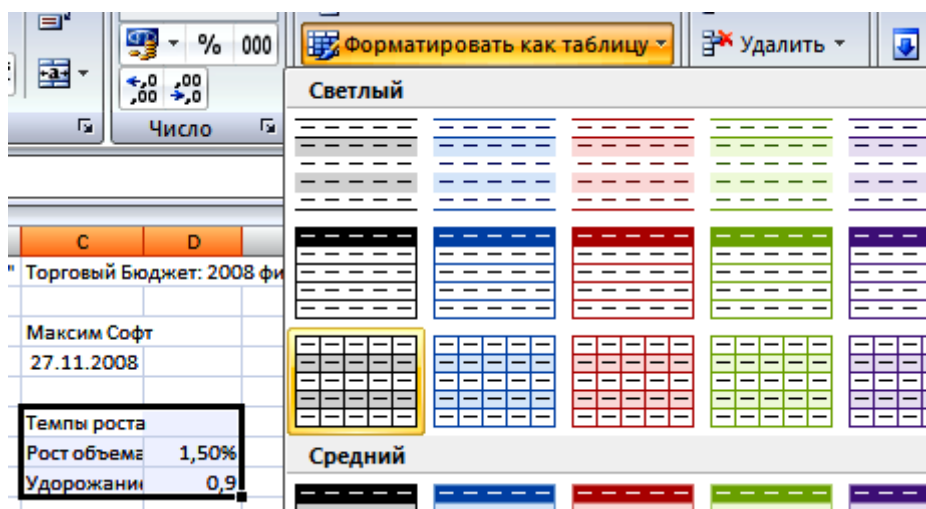 % 000
Форматировать как таблицу
Удалить
,0 ,00
,00 ,0
Число
Светлый
C D
" Торговый Бюджет: 2008 фи
Максим Софт
27.11.2008
Темпы роста
Рост объема 1,50%
Удорожани 0,9
Средний